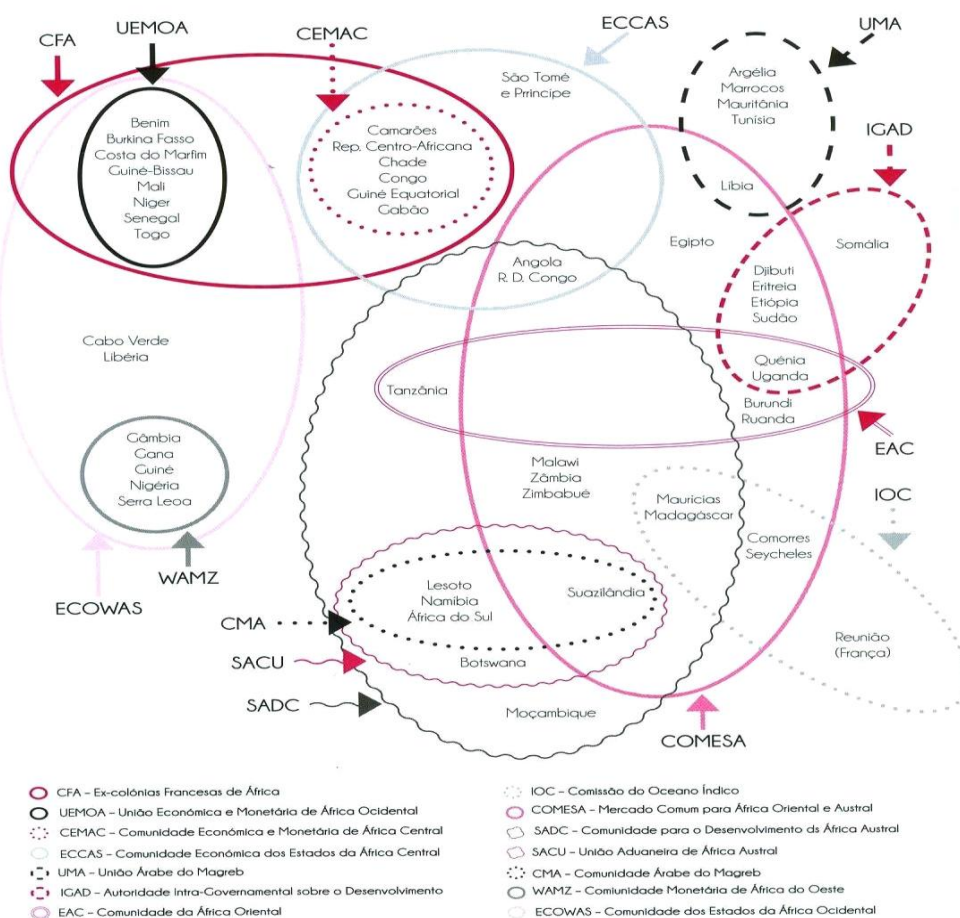 CFA
UEMOA
CEMAC
ECCAS
UMA
IGAD
São Tomé
e Principe
Argélia
Marrocos
Mauritânia
Tunísia
Líbia
Benim
Burkina Fasso
Costa do Marfim
Guiné-Bissau
Mali
Niger
Senegal
Togo
Camarões
Rep. Centro-Africana
Chade
Congo
Guiné Equatorial
Gabão
Egipto
Somália
Angola
R. D. Congo
Djibuti
Eritreia
Etiópia
Sudão
Cabo Verde
Libéria
Tanzânia
Quénia
Uganda
Burundi
Ruanda
EAC
Gâmbia
Gana
Guiné
Nigéria
Serra Leoa
Malawi
Zâmbia
Zimbabué
Mauricias
Madagáscar
IOC
Comorres
Seycheles
WAMZ
ECOWAS
Lesoto
Namíbia
África do Sul
Suazilândia
CMA
SACU
Botswana
Reunião
(França)
SADC
Moçambique
COMESA
CFA – Ex-colónias Francesas de África
UEMOA – União Económica e Monetária de África Ocidental
CEMAC – Comunidade Económica e Monetária de África Central
ECCAS – Comunidade Económica dos Estados da África Central
UMA – União Árabe do Magreb
IGAD – Autoridade Intra-Governamental sobre o Desenvolvimento
EAC – Comunidade da África Oriental
IOC – Comissão do Oceano Índico
COMESA – Mercado Comum para África Oriental e Austral
SADC – Comunidade para o Desenvolvimento ds África Austral
SACU – União Aduaneira de África Austral
CMA – Comunidade Árabe do Magreb
WAMZ – Comiunidade Monetária de África do Oeste
ECOWAS – Comunidade dos Estados da África Ocidental